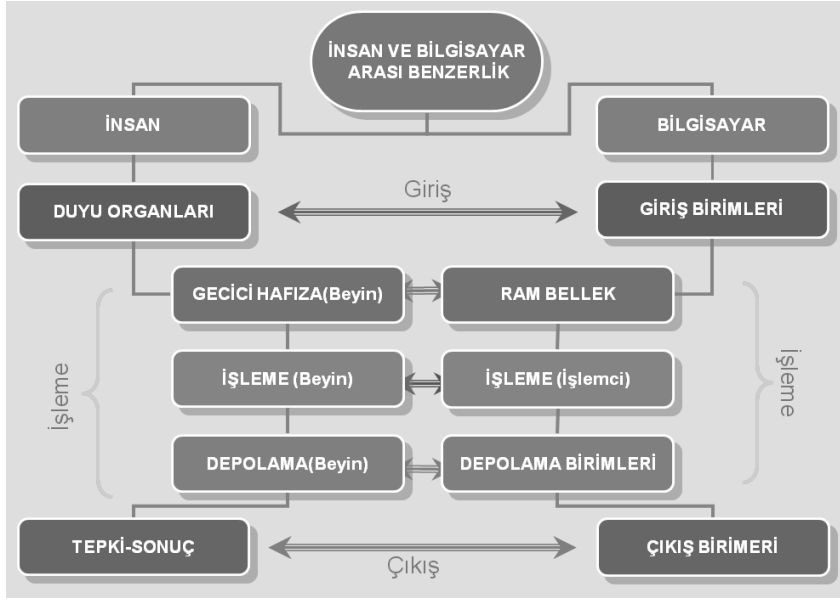 İNSAN VE BİLGİSAYAR
ARASI BENZERLİK
İNSAN
BİLGİSAYAR
DUYU ORGANLARI
Giriş
GİRİŞ BİRİMLERİ
GECİCİ HAFIZA(Beyin)
RAM BELLEK
İşleme
İŞLEME (Beyin)
İŞLEME (İşlemci)
İşleme
DEPOLAMA(Beyin)
DEPOLAMA BİRİMLERİ
TEPKİ-SONUÇ
Çıkış
ÇIKIŞ BİRİMERİ